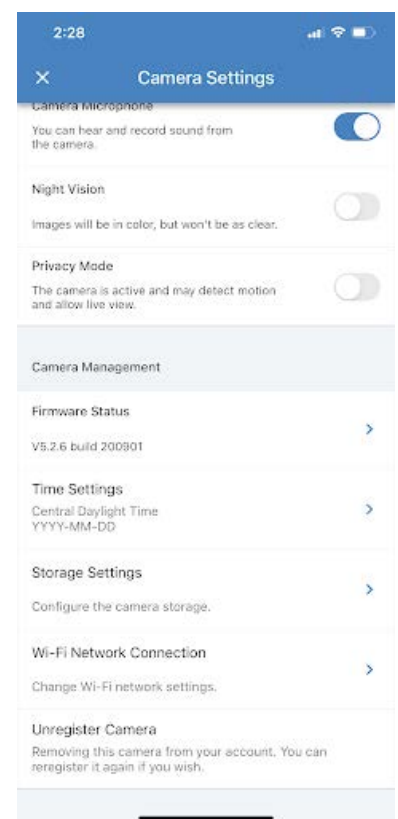 2:28
Camera Settings
Camera Microphone
You can hear and record sound from
the camera.
Night Vision
Images will be in color, but won't be as clear.
Privacy Mode
The camera is active and may detect motion
and allow live view.
Camera Management
Firmware Status
V5.2.6 build 200901
Time Settings
Central Daylight Time
YYYY-MM-DD
Storage Settings
Configure the camera storage.
Wi-Fi Network Connection
Change Wi-Fi network settings.
Unregister Camera
Removing this camera from your account. You can
reregister it again if you wish.